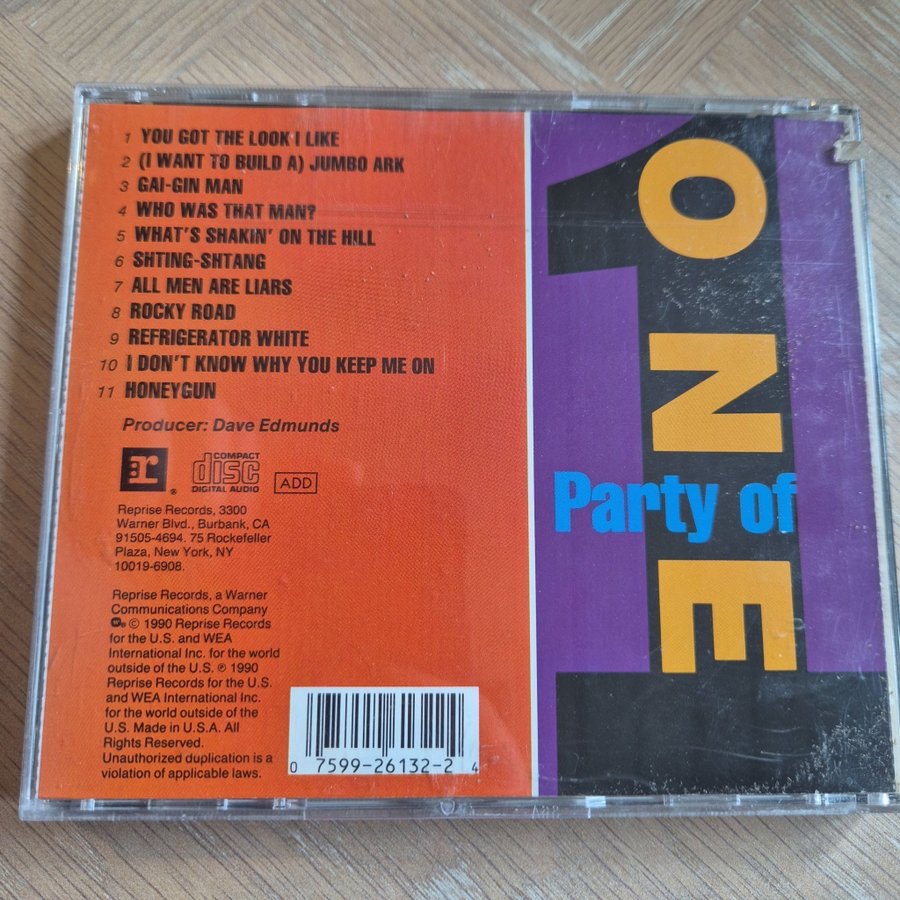 1 YOU GOT THE LOOK I LIKE
2 (I WANT TO BUILD A) JUMBO ARK
3 GAI-GIN MAN
4 WHO WAS THAT MAN?
5 WHAT'S SHAKIN' ON THE HILL
6 SHTING-SHTANG
7 ALL MEN ARE LIARS
8 ROCKY ROAD
9 REFRIGERATOR WHITE
10 I DON'T KNOW WHY YOU KEEP ME ON
11 HONEYGUN
Producer: Dave Edmunds
r ®
COMPACT
disc
DIGITAL AUDIO
ADD
Reprise Records, 3300
Warner Blvd., Burbank, CA
91505-4694. 75 Rockefeller
Plaza, New York, NY
10019-6908.
Reprise Records, a Warner
Communications Company
© 1990 Reprise Records
for the U.S. and WEA
International Inc. for the world
outside of the U.S. ℗ 1990
Reprise Records for the U.S.
and WEA International Inc.
for the world outside of the
U.S. Made in U.S.A. All
Rights Reserved.
Unauthorized duplication is a
violation of applicable laws.
0 7599-26132-2 4
Party of
ONE